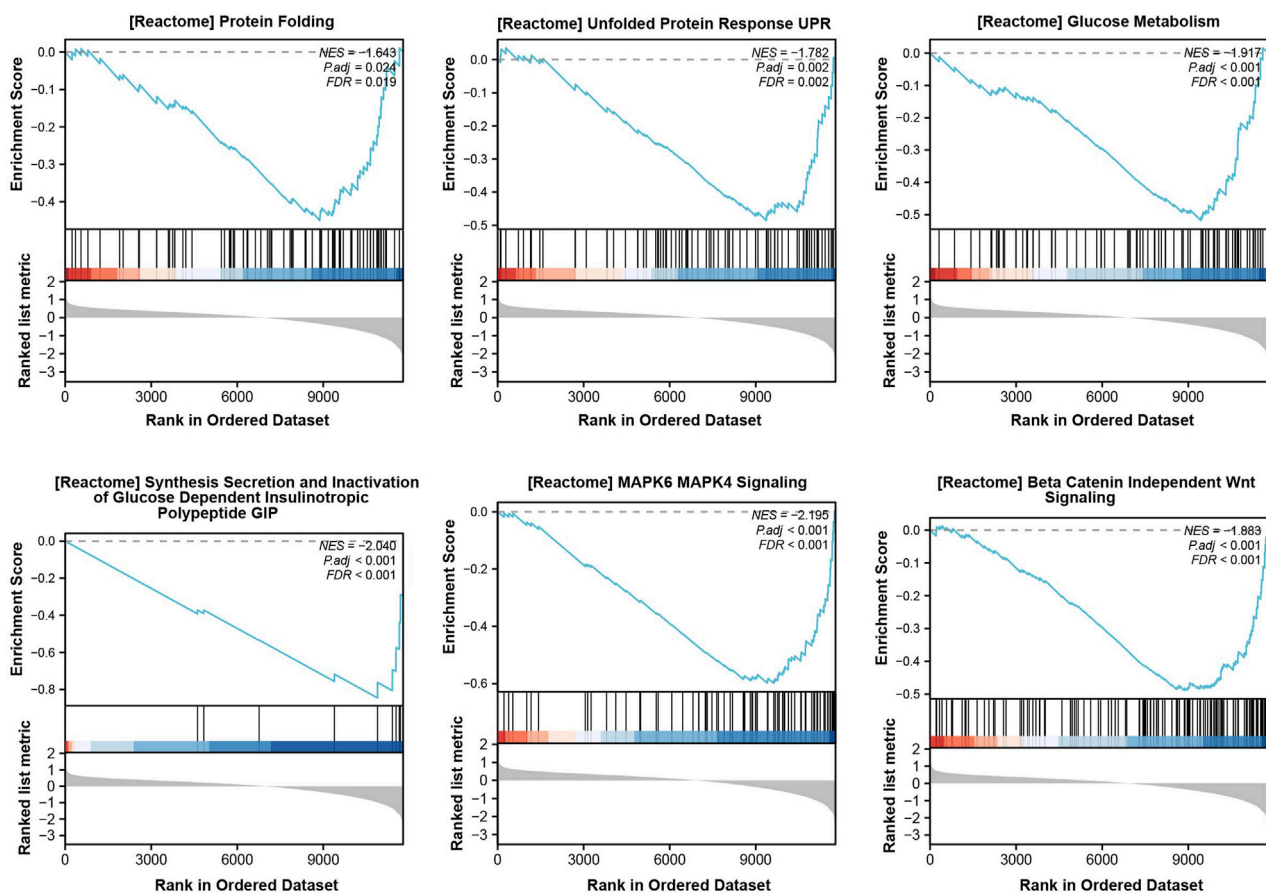 [Reactome] Protein Folding
NES = −1.643
P.adj = 0.024
FDR = 0.019
Enrichment Score
0.0
−0.1
−0.2
−0.3
−0.4
Ranked list metric
2
1
0
−1
−2
−3
0
3000
6000
9000
Rank in Ordered Dataset
[Reactome] Unfolded Protein Response UPR
NES = −1.782
P.adj = 0.002
FDR = 0.002
Enrichment Score
0.0
−0.1
−0.2
−0.3
−0.4
−0.5
Ranked list metric
2
1
0
−1
−2
−3
0
3000
6000
9000
Rank in Ordered Dataset
[Reactome] Glucose Metabolism
NES = −1.917
P.adj < 0.001
FDR < 0.001
Enrichment Score
0.0
−0.1
−0.2
−0.3
−0.4
−0.5
Ranked list metric
2
1
0
−1
−2
−3
0
3000
6000
9000
Rank in Ordered Dataset
[Reactome] Synthesis Secretion and Inactivation
of Glucose Dependent Insulinotropic
Polypeptide GIP
NES = −2.040
P.adj < 0.001
FDR < 0.001
Enrichment Score
0.0
−0.2
−0.4
−0.6
−0.8
Ranked list metric
2
1
0
−1
−2
−3
0
3000
6000
9000
Rank in Ordered Dataset
[Reactome] MAPK6 MAPK4 Signaling
NES = −2.195
P.adj < 0.001
FDR < 0.001
Enrichment Score
0.0
−0.2
−0.4
−0.6
Ranked list metric
2
1
0
−1
−2
−3
0
3000
6000
9000
Rank in Ordered Dataset
[Reactome] Beta Catenin Independent Wnt
Signaling
NES = −1.883
P.adj < 0.001
FDR < 0.001
Enrichment Score
0.0
−0.1
−0.2
−0.3
−0.4
−0.5
Ranked list metric
2
1
0
−1
−2
−3
0
3000
6000
9000
Rank in Ordered Dataset